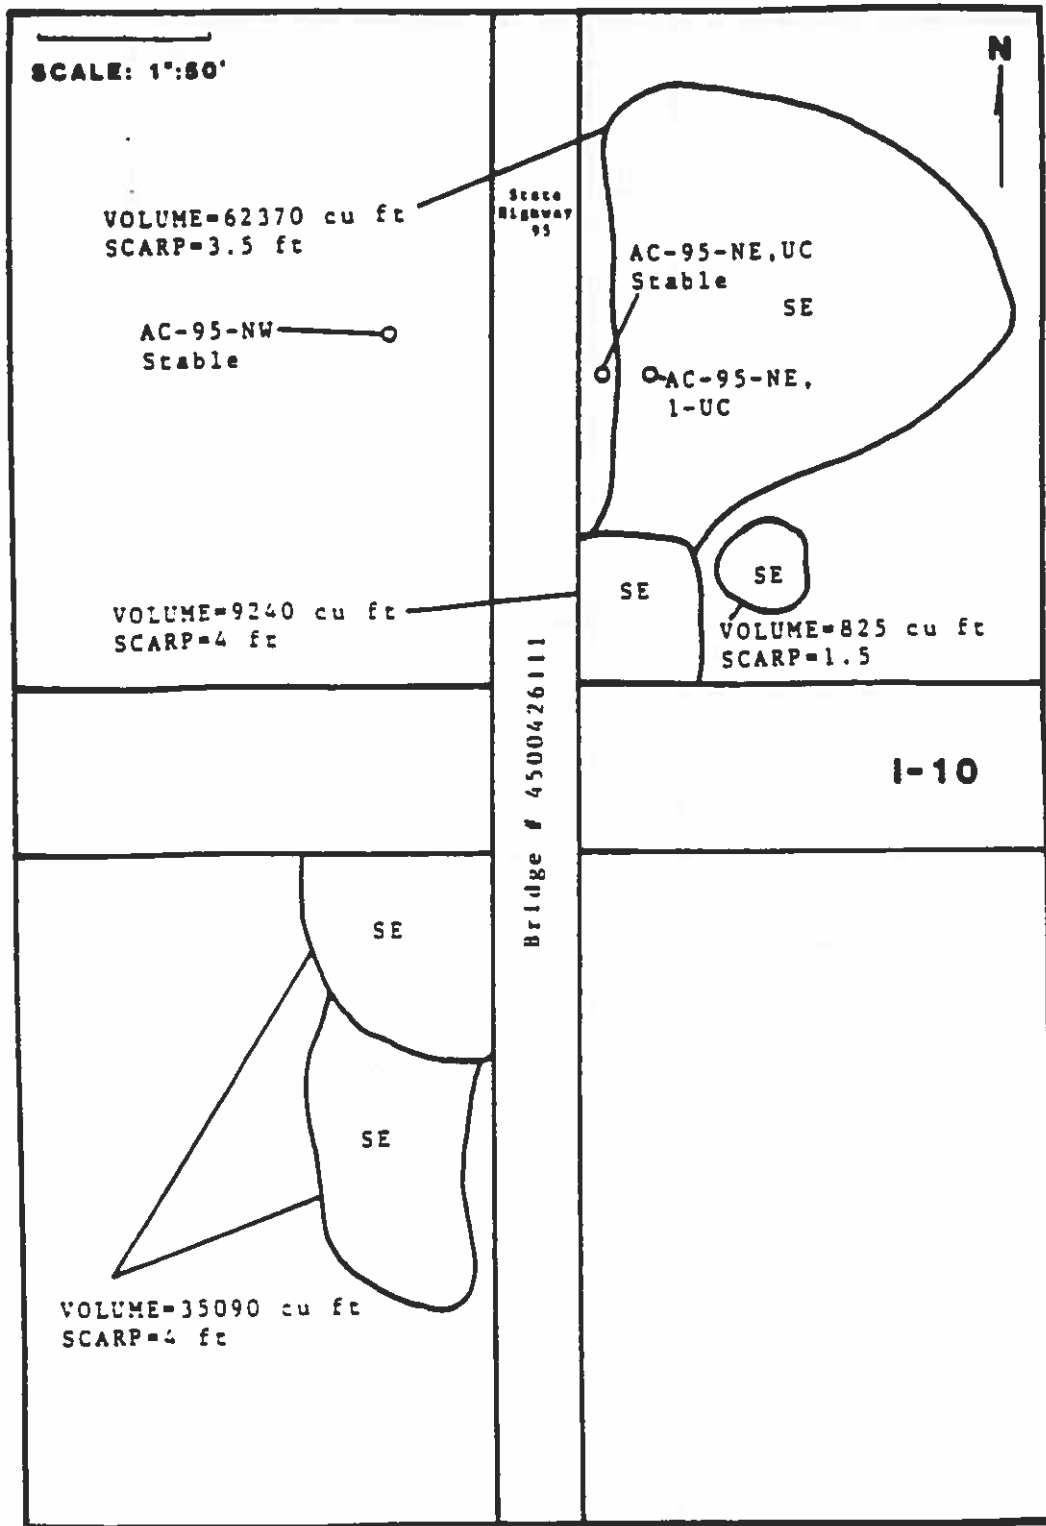 SCALE: 1":50'
N
VOLUME=62370 cu ft
SCARP=3.5 ft
State
Highway
95
AC-95-NE,UC
Stable
SE
AC-95-NW
Stable
AC-95-NE,
1-UC
SE
SE
VOLUME=9240 cu ft
SCARP=4 ft
VOLUME=825 cu ft
SCARP=1.5
Bridge # 4500426111
I-10
SE
SE
VOLUME=35090 cu ft
SCARP=4 ft